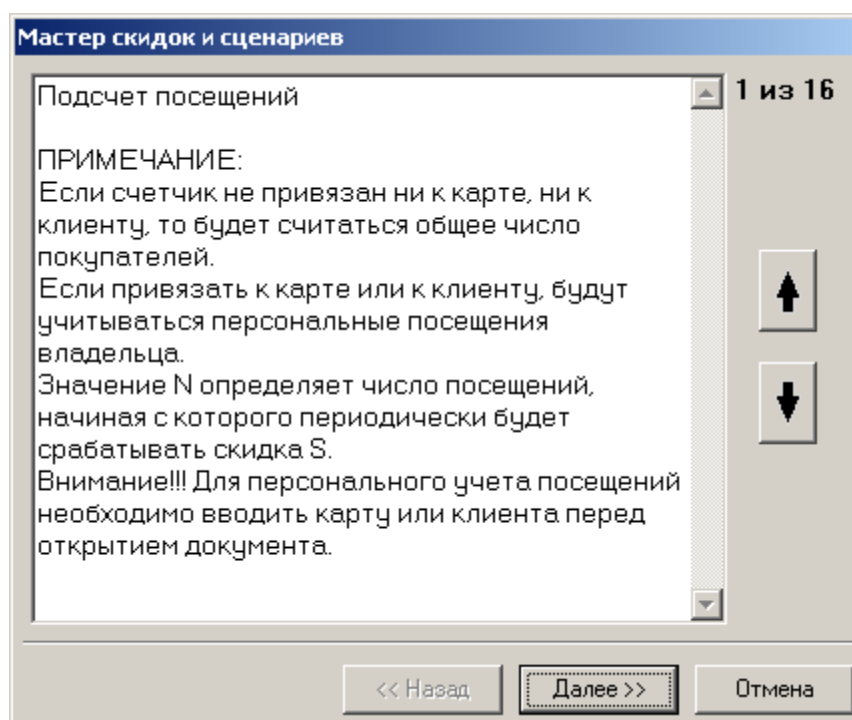 Мастер скидок и сценариев
Подсчет посещений
1 из 16
ПРИМЕЧАНИЕ:
Если счетчик не привязан ни к карте, ни к
клиенту, то будет считаться общее число
покупателей.
Если привязать к карте или к клиенту, будут
учитываться персональные посещения
владельца.
Значение N определяет число посещений,
начиная с которого периодически будет
срабатывать скидка S.
Внимание!!! Для персонального учета посещений
необходимо вводить карту или клиента перед
открытием документа.
<< Назад
Далее >>
Отмена